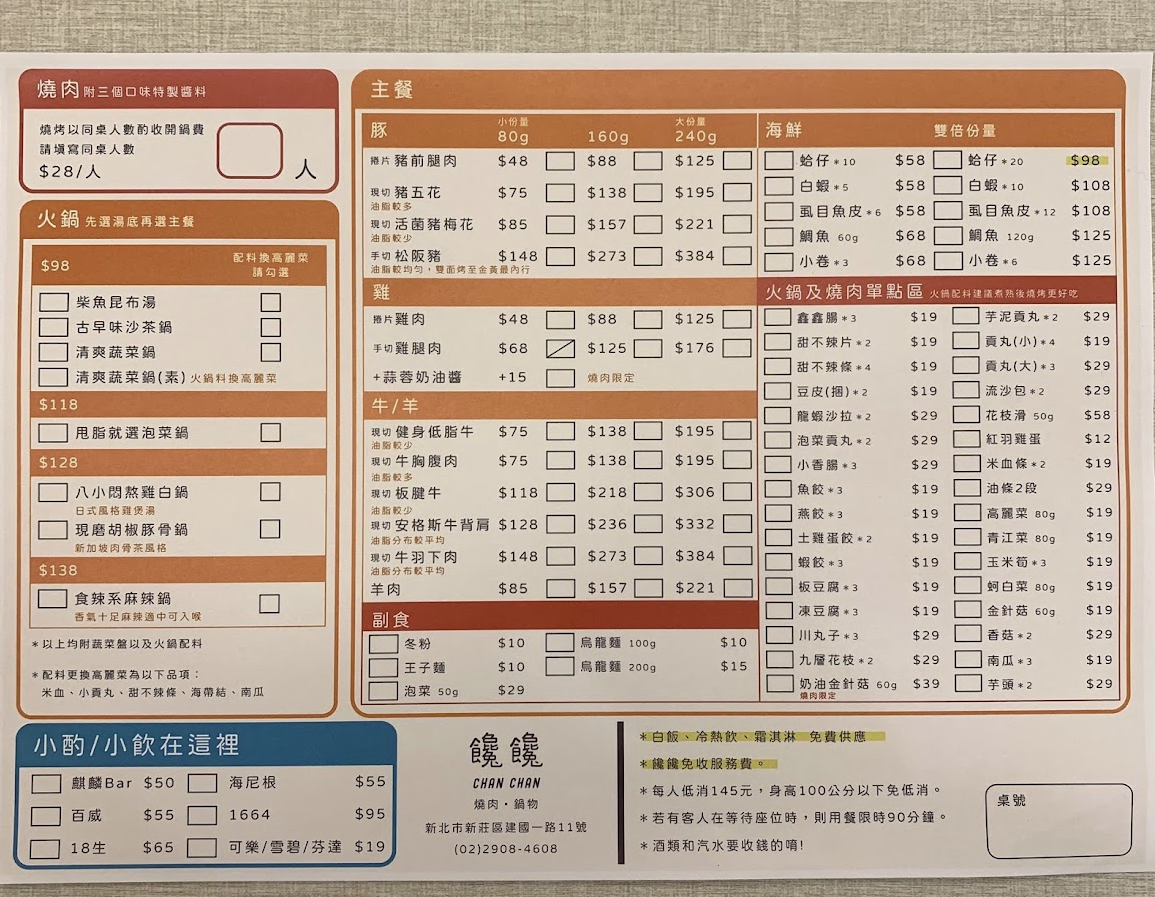 燒肉 附三個口味特製醬料
燒烤以同桌人數酌收開鍋費
請填寫同桌人數
$28/人
人
火鍋 先選湯底再選主餐
$98
配料換高麗菜
請勾選
柴魚昆布湯
古早味沙茶鍋
清爽蔬菜鍋
清爽蔬菜鍋(素) 火鍋料換高麗菜
$118
甩脂就選泡菜鍋
$128
八小悶熬雞白鍋
日式風格雞煲湯
現磨胡椒豚骨鍋
新加坡肉骨茶風格
$138
食辣系麻辣鍋
香氣十足麻辣適中可入喉
*以上均附蔬菜盤以及火鍋配料
*配料更換高麗菜為以下品項：
米血、小貢丸、甜不辣條、海帶結、南瓜
主餐
豚 小份量 80g 160g 大份量 240g
捲片 豬前腿肉 $48 $88 $125
現切 豬五花 $75 $138 $195
油脂較多
現切 活菌豬梅花 $85 $157 $221
油脂較少
手切 松阪豬 $148 $273 $384
油脂較均勻，雙面烤至金黃最內行
雞
捲片 雞肉 $48 $88 $125
手切 雞腿肉 $68 $125 $176
+蒜蓉奶油醬 +15 燒肉限定
牛/羊
現切 健身低脂牛 $75 $138 $195
油脂較少
現切 牛胸腹肉 $75 $138 $195
油脂較多
現切 板腱牛 $118 $218 $306
油脂較少
現切 安格斯牛背肩 $128 $236 $332
油脂分布較平均
現切 牛羽下肉 $148 $273 $384
油脂分布較平均
羊肉 $85 $157 $221
副食
冬粉 $10 烏龍麵 100g $10
王子麵 $10 烏龍麵 200g $15
泡菜 50g $29
海鮮 雙倍份量
蛤仔*10 $58 蛤仔*20 $98
白蝦*5 $58 白蝦*10 $108
虱目魚皮*6 $58 虱目魚皮*12 $108
鯛魚 60g $68 鯛魚 120g $125
小卷*3 $68 小卷*6 $125
火鍋及燒肉單點區 火鍋配料建議煮熟後燒烤更好吃
鑫鑫腸*3 $19 芋泥貢丸*2 $29
甜不辣片*2 $19 貢丸(小)*4 $19
甜不辣條*4 $19 貢丸(大)*3 $29
豆皮(捆)*2 $19 流沙包*2 $29
龍蝦沙拉*2 $29 花枝滑 50g $58
泡菜貢丸*2 $29 紅羽雞蛋 $12
小香腸*3 $29 米血條*2 $19
魚餃*3 $19 油條2段 $29
燕餃*3 $19 高麗菜 80g $19
土雞蛋餃*2 $19 青江菜 80g $19
蝦餃*3 $19 玉米筍*3 $19
板豆腐*3 $19 蚵白菜 80g $19
凍豆腐*3 $19 金針菇 60g $19
川丸子*3 $29 香菇*2 $29
九層花枝*2 $29 南瓜*3 $19
奶油金針菇 60g $39 芋頭*2 $29
燒肉限定
小酌/小飲在這裡
麒麟Bar $50 海尼根 $55
百威 $55 1664 $95
18生 $65 可樂/雪碧/芬達 $19
饞饞
CHAN CHAN
燒肉・鍋物
新北市新莊區建國一路11號
(02)2908-4608
*白飯、冷熱飲、霜淇淋 免費供應
*饞饞免收服務費。
*每人低消145元，身高100公分以下免低消。
*若有客人在等待座位時，則用餐限時90分鐘。
*酒類和汽水要收錢的唷!
桌號